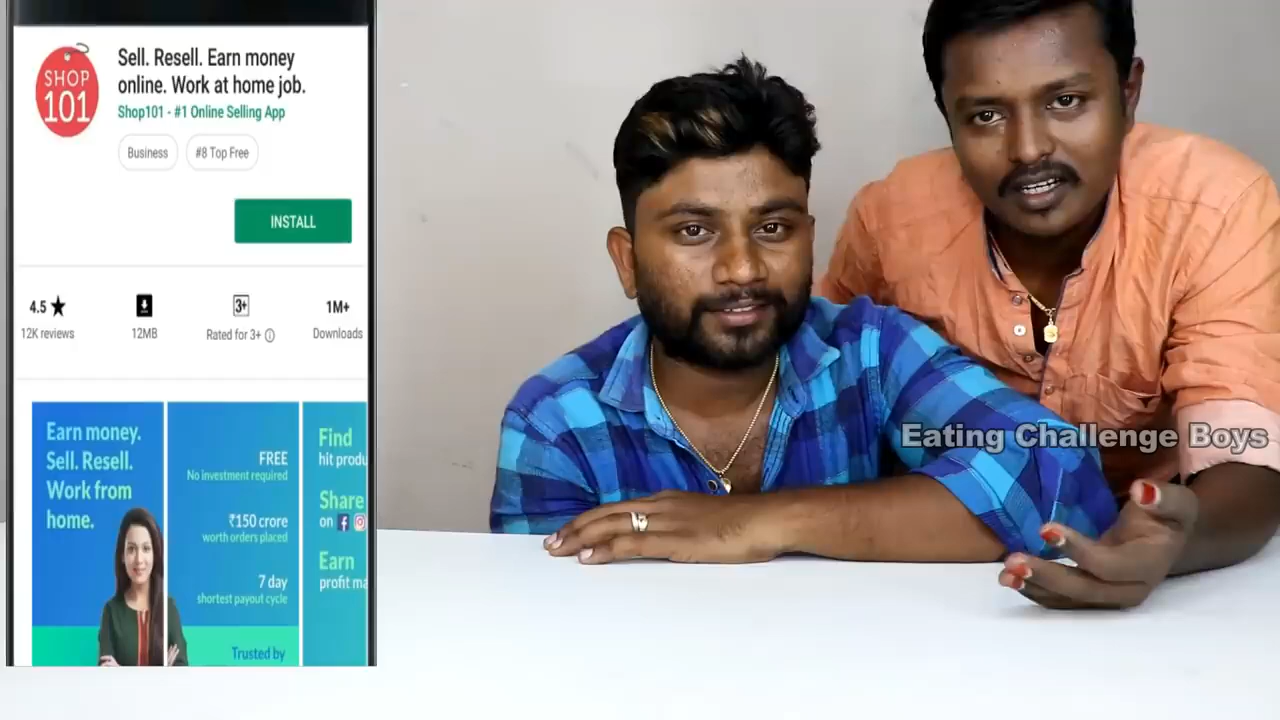 SHOP
101
Sell. Resell. Earn money
online. Work at home job.
Shop101 - #1 Online Selling App
Business
#8 Top Free
INSTALL
4.5 ★
12K reviews
12MB
3+
Rated for 3+
1M+
Downloads
Earn money.
Sell. Resell.
Work from
home.
FREE
No investment required
₹150 crore
worth orders placed
7 day
shortest payout cycle
Trusted by
Find
hit produ
Share
on
Earn
profit ma
Eating Challenge Boys